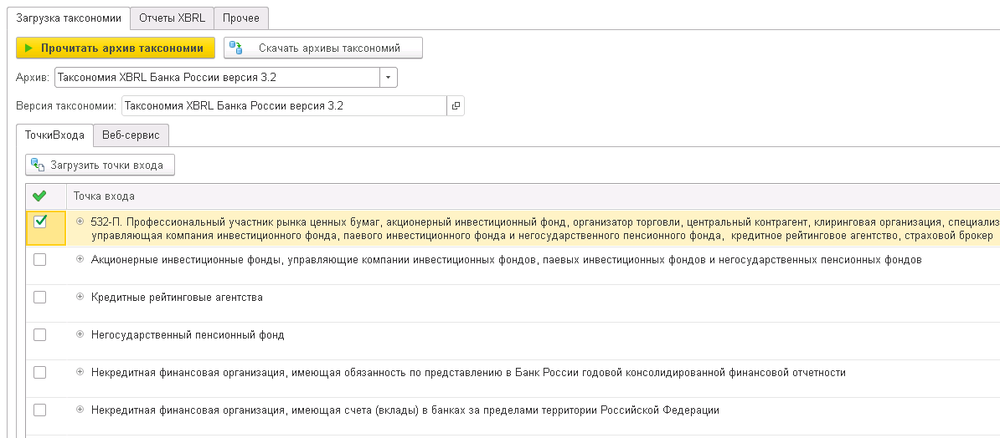 Загрузка таксономии Отчеты XBRL Прочее
Прочитать архив таксономии Скачать архивы таксономий
Архив: Таксономия XBRL Банка России версия 3.2
Версия таксономии: Таксономия XBRL Банка России версия 3.2
ТочкиВхода Веб-сервис
Загрузить точки входа
Точка входа
532-П. Профессиональный участник рынка ценных бумаг, акционерный инвестиционный фонд, организатор торговли, центральный контрагент, клиринговая организация, специализ
управляющая компания инвестиционного фонда, паевого инвестиционного фонда и негосударственного пенсионного фонда, кредитное рейтинговое агентство, страховой брокер
Акционерные инвестиционные фонды, управляющие компании инвестиционных фондов, паевых инвестиционных фондов и негосударственных пенсионных фондов
Кредитные рейтинговые агентства
Негосударственный пенсионный фонд
Некредитная финансовая организация, имеющая обязанность по представлению в Банк России годовой консолидированной финансовой отчетности
Некредитная финансовая организация, имеющая счета (вклады) в банках за пределами территории Российской Федерации